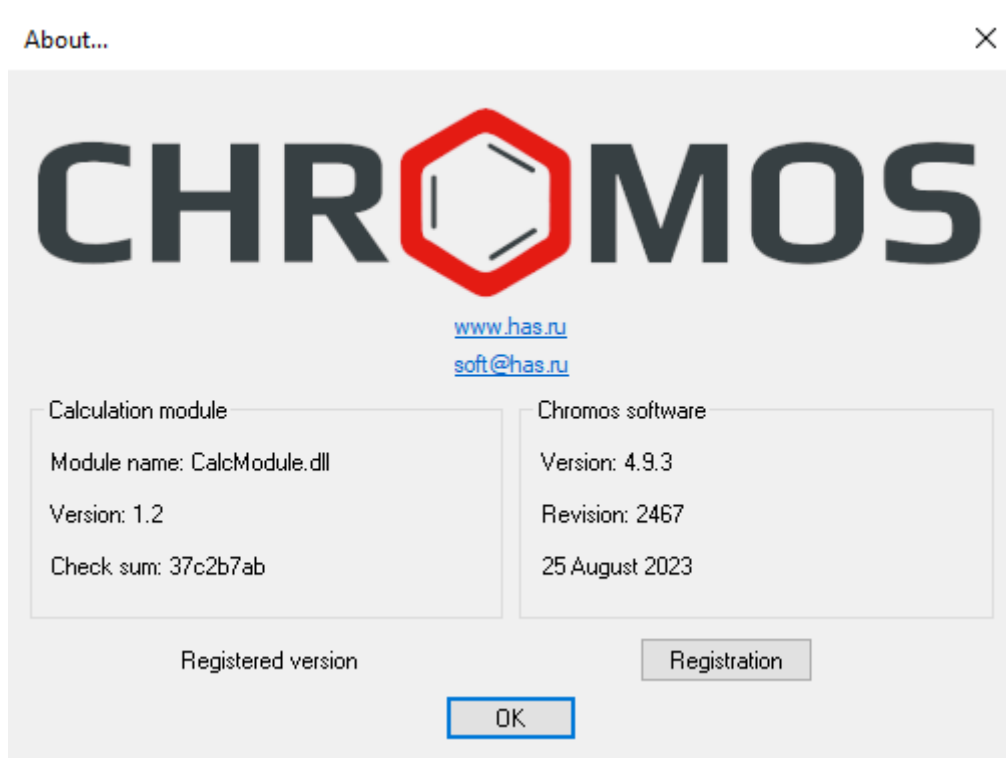 About...
CHROMOS
www.has.ru
soft@has.ru
Calculation module
Module name: CalcModule.dll
Version: 1.2
Check sum: 37c2b7ab
Chromos software
Version: 4.9.3
Revision: 2467
25 August 2023
Registered version
Registration
OK